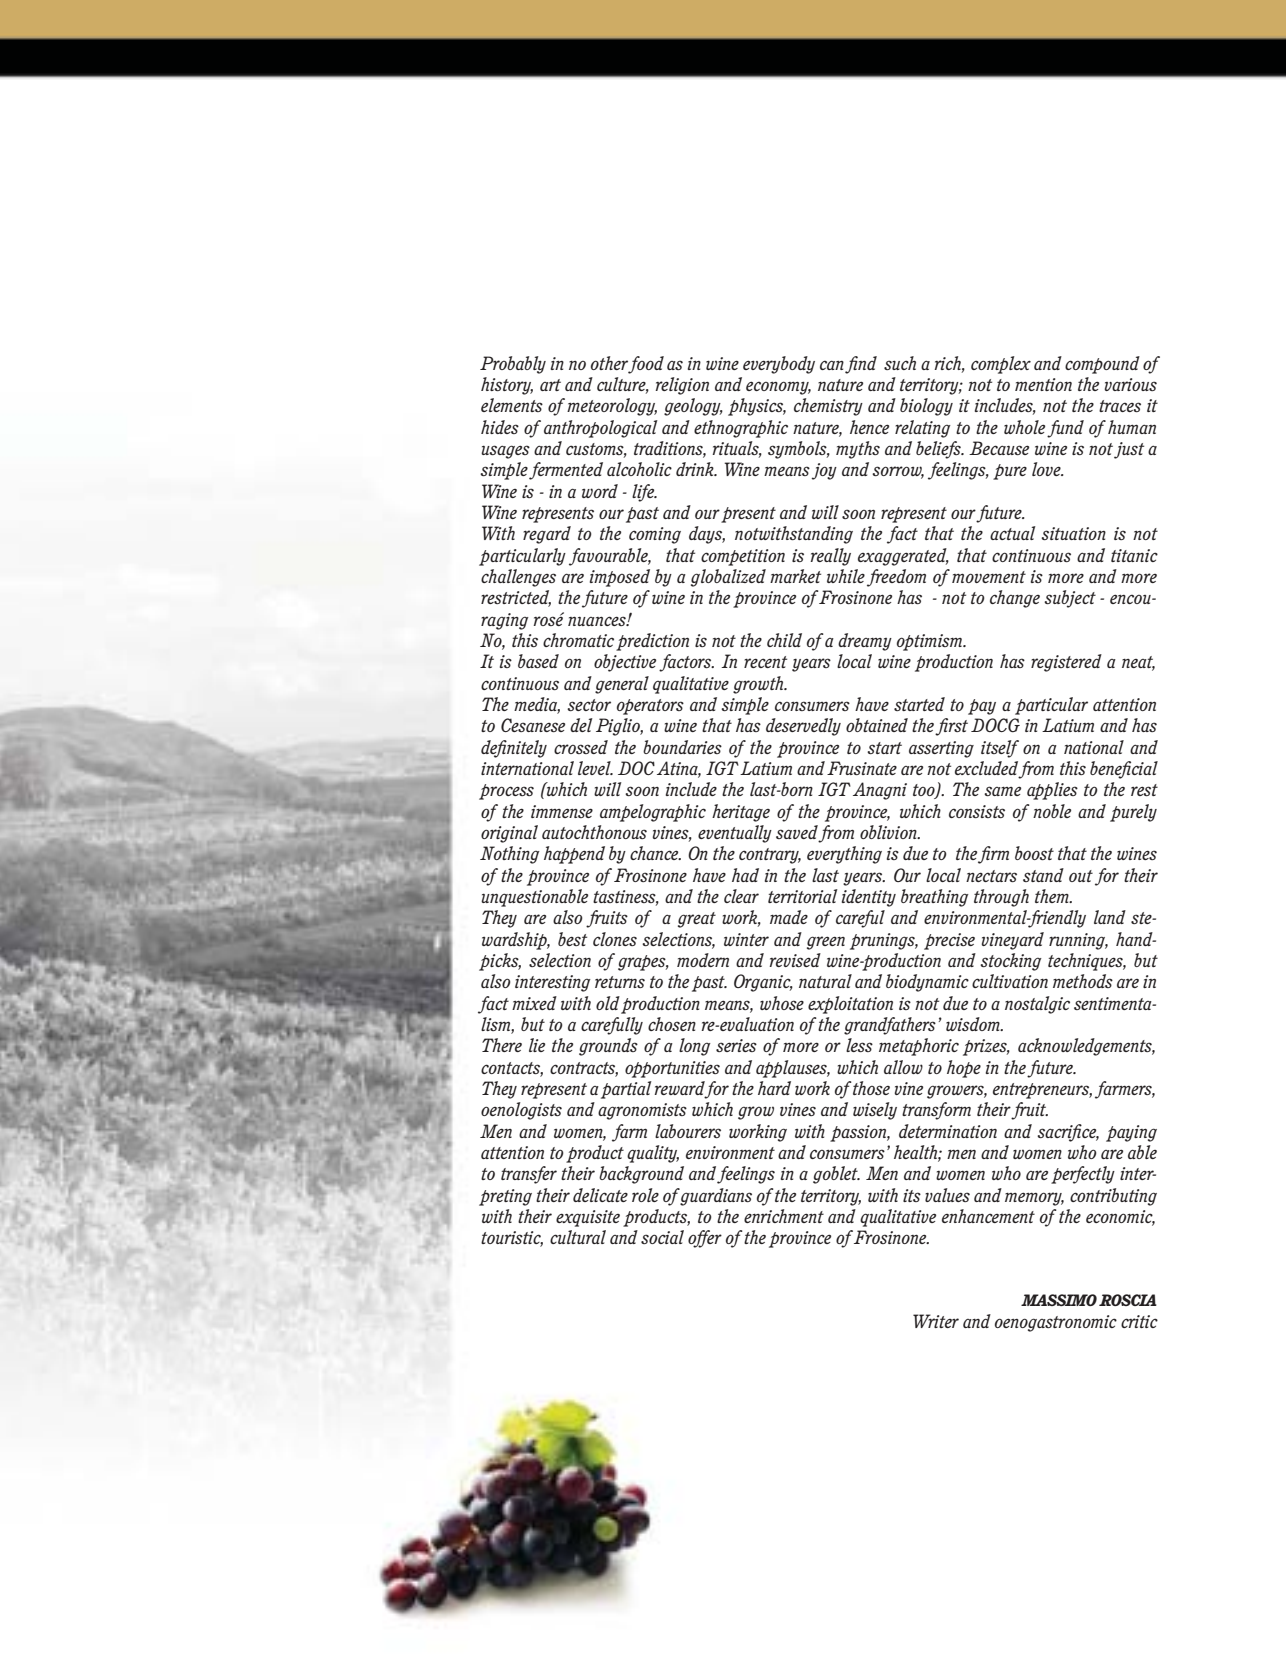 Probably in no other food as in wine everybody can find such a rich, complex and compound of
history, art and culture, religion and economy, nature and territory; not to mention the various
elements of meteorology, geology, physics, chemistry and biology it includes, not the traces it
hides of anthropological and ethnographic nature, hence relating to the whole fund of human
usages and customs, traditions, rituals, symbols, myths and beliefs. Because wine is not just a
simple fermented alcoholic drink. Wine means joy and sorrow, feelings, pure love.
Wine is - in a word - life.
Wine represents our past and our present and will soon represent our future.
With regard to the coming days, notwithstanding the fact that the actual situation is not
particularly favourable, that competition is really exaggerated, that continuous and titanic
challenges are imposed by a globalized market while freedom of movement is more and more
restricted, the future of wine in the province of Frosinone has - not to change subject - encou-
raging rosé nuances!
No, this chromatic prediction is not the child of a dreamy optimism.
It is based on objective factors. In recent years local wine production has registered a neat,
continuous and general qualitative growth.
The media, sector operators and simple consumers have started to pay a particular attention
to Cesanese del Piglio, a wine that has deservedly obtained the first DOCG in Latium and has
definitely crossed the boundaries of the province to start asserting itself on a national and
international level. DOC Atina, IGT Latium and Frusinate are not excluded from this beneficial
process (which will soon include the last-born IGT Anagni too). The same applies to the rest
of the immense ampelographic heritage of the province, which consists of noble and purely
original autochthonous vines, eventually saved from oblivion.
Nothing happend by chance. On the contrary, everything is due to the firm boost that the wines
of the province of Frosinone have had in the last years. Our local nectars stand out for their
unquestionable tastiness, and the clear territorial identity breathing through them.
They are also fruits of a great work, made of careful and environmental-friendly land ste-
wardship, best clones selections, winter and green prunings, precise vineyard running, hand-
picks, selection of grapes, modern and revised wine-production and stocking techniques, but
also interesting returns to the past. Organic, natural and biodynamic cultivation methods are in
fact mixed with old production means, whose exploitation is not due to a nostalgic sentimenta-
lism, but to a carefully chosen re-evaluation of the grandfathers' wisdom.
There lie the grounds of a long series of more or less metaphoric prizes, acknowledgements,
contacts, contracts, opportunities and applauses, which allow to hope in the future.
They represent a partial reward for the hard work of those vine growers, entrepreneurs, farmers,
oenologists and agronomists which grow vines and wisely transform their fruit.
Men and women, farm labourers working with passion, determination and sacrifice, paying
attention to product quality, environment and consumers' health; men and women who are able
to transfer their background and feelings in a goblet. Men and women who are perfectly inter-
preting their delicate role of guardians of the territory, with its values and memory, contributing
with their exquisite products, to the enrichment and qualitative enhancement of the economic,
touristic, cultural and social offer of the province of Frosinone.
MASSIMO ROSCIA
Writer and oenogastronomic critic